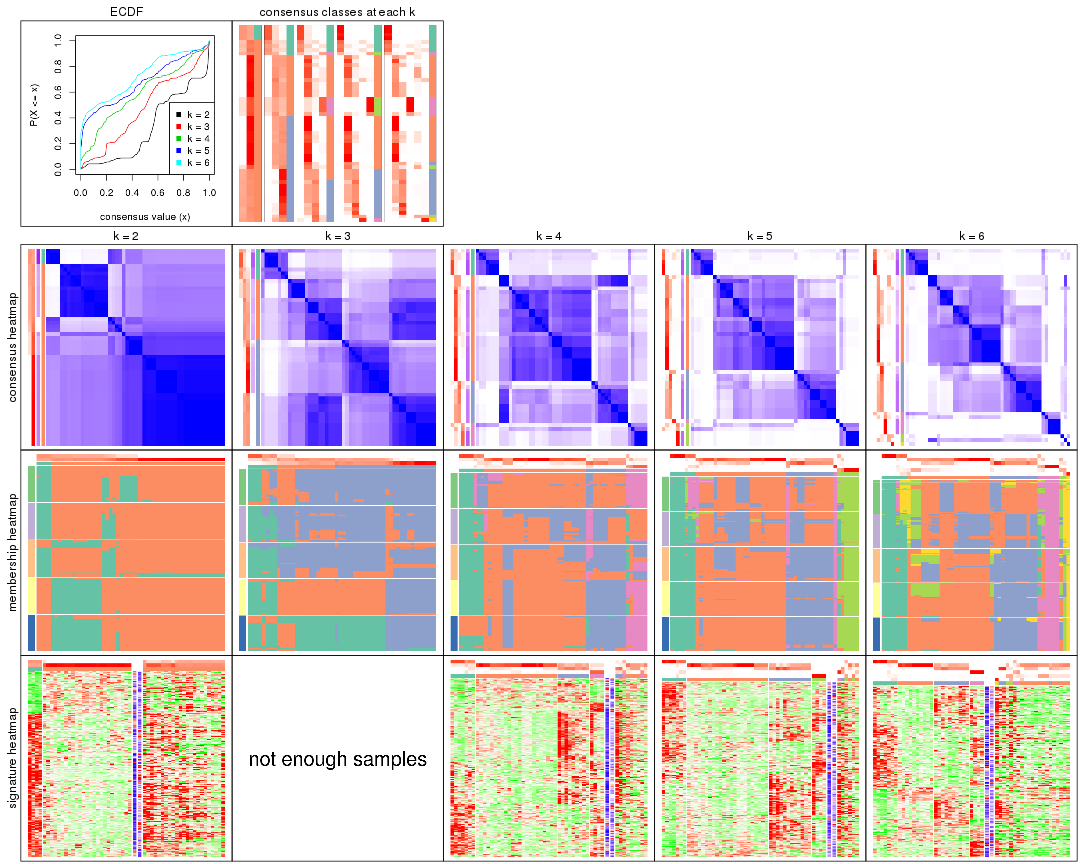 ECDF
consensus classes at each k
P(X <= x)
0.0 0.2 0.4 0.6 0.8 1.0
k = 2
k = 3
k = 4
k = 5
k = 6
0.0 0.2 0.4 0.6 0.8 1.0
consensus value (x)
k = 2 k = 3 k = 4 k = 5 k = 6
consensus heatmap
membership heatmap
signature heatmap
not enough samples